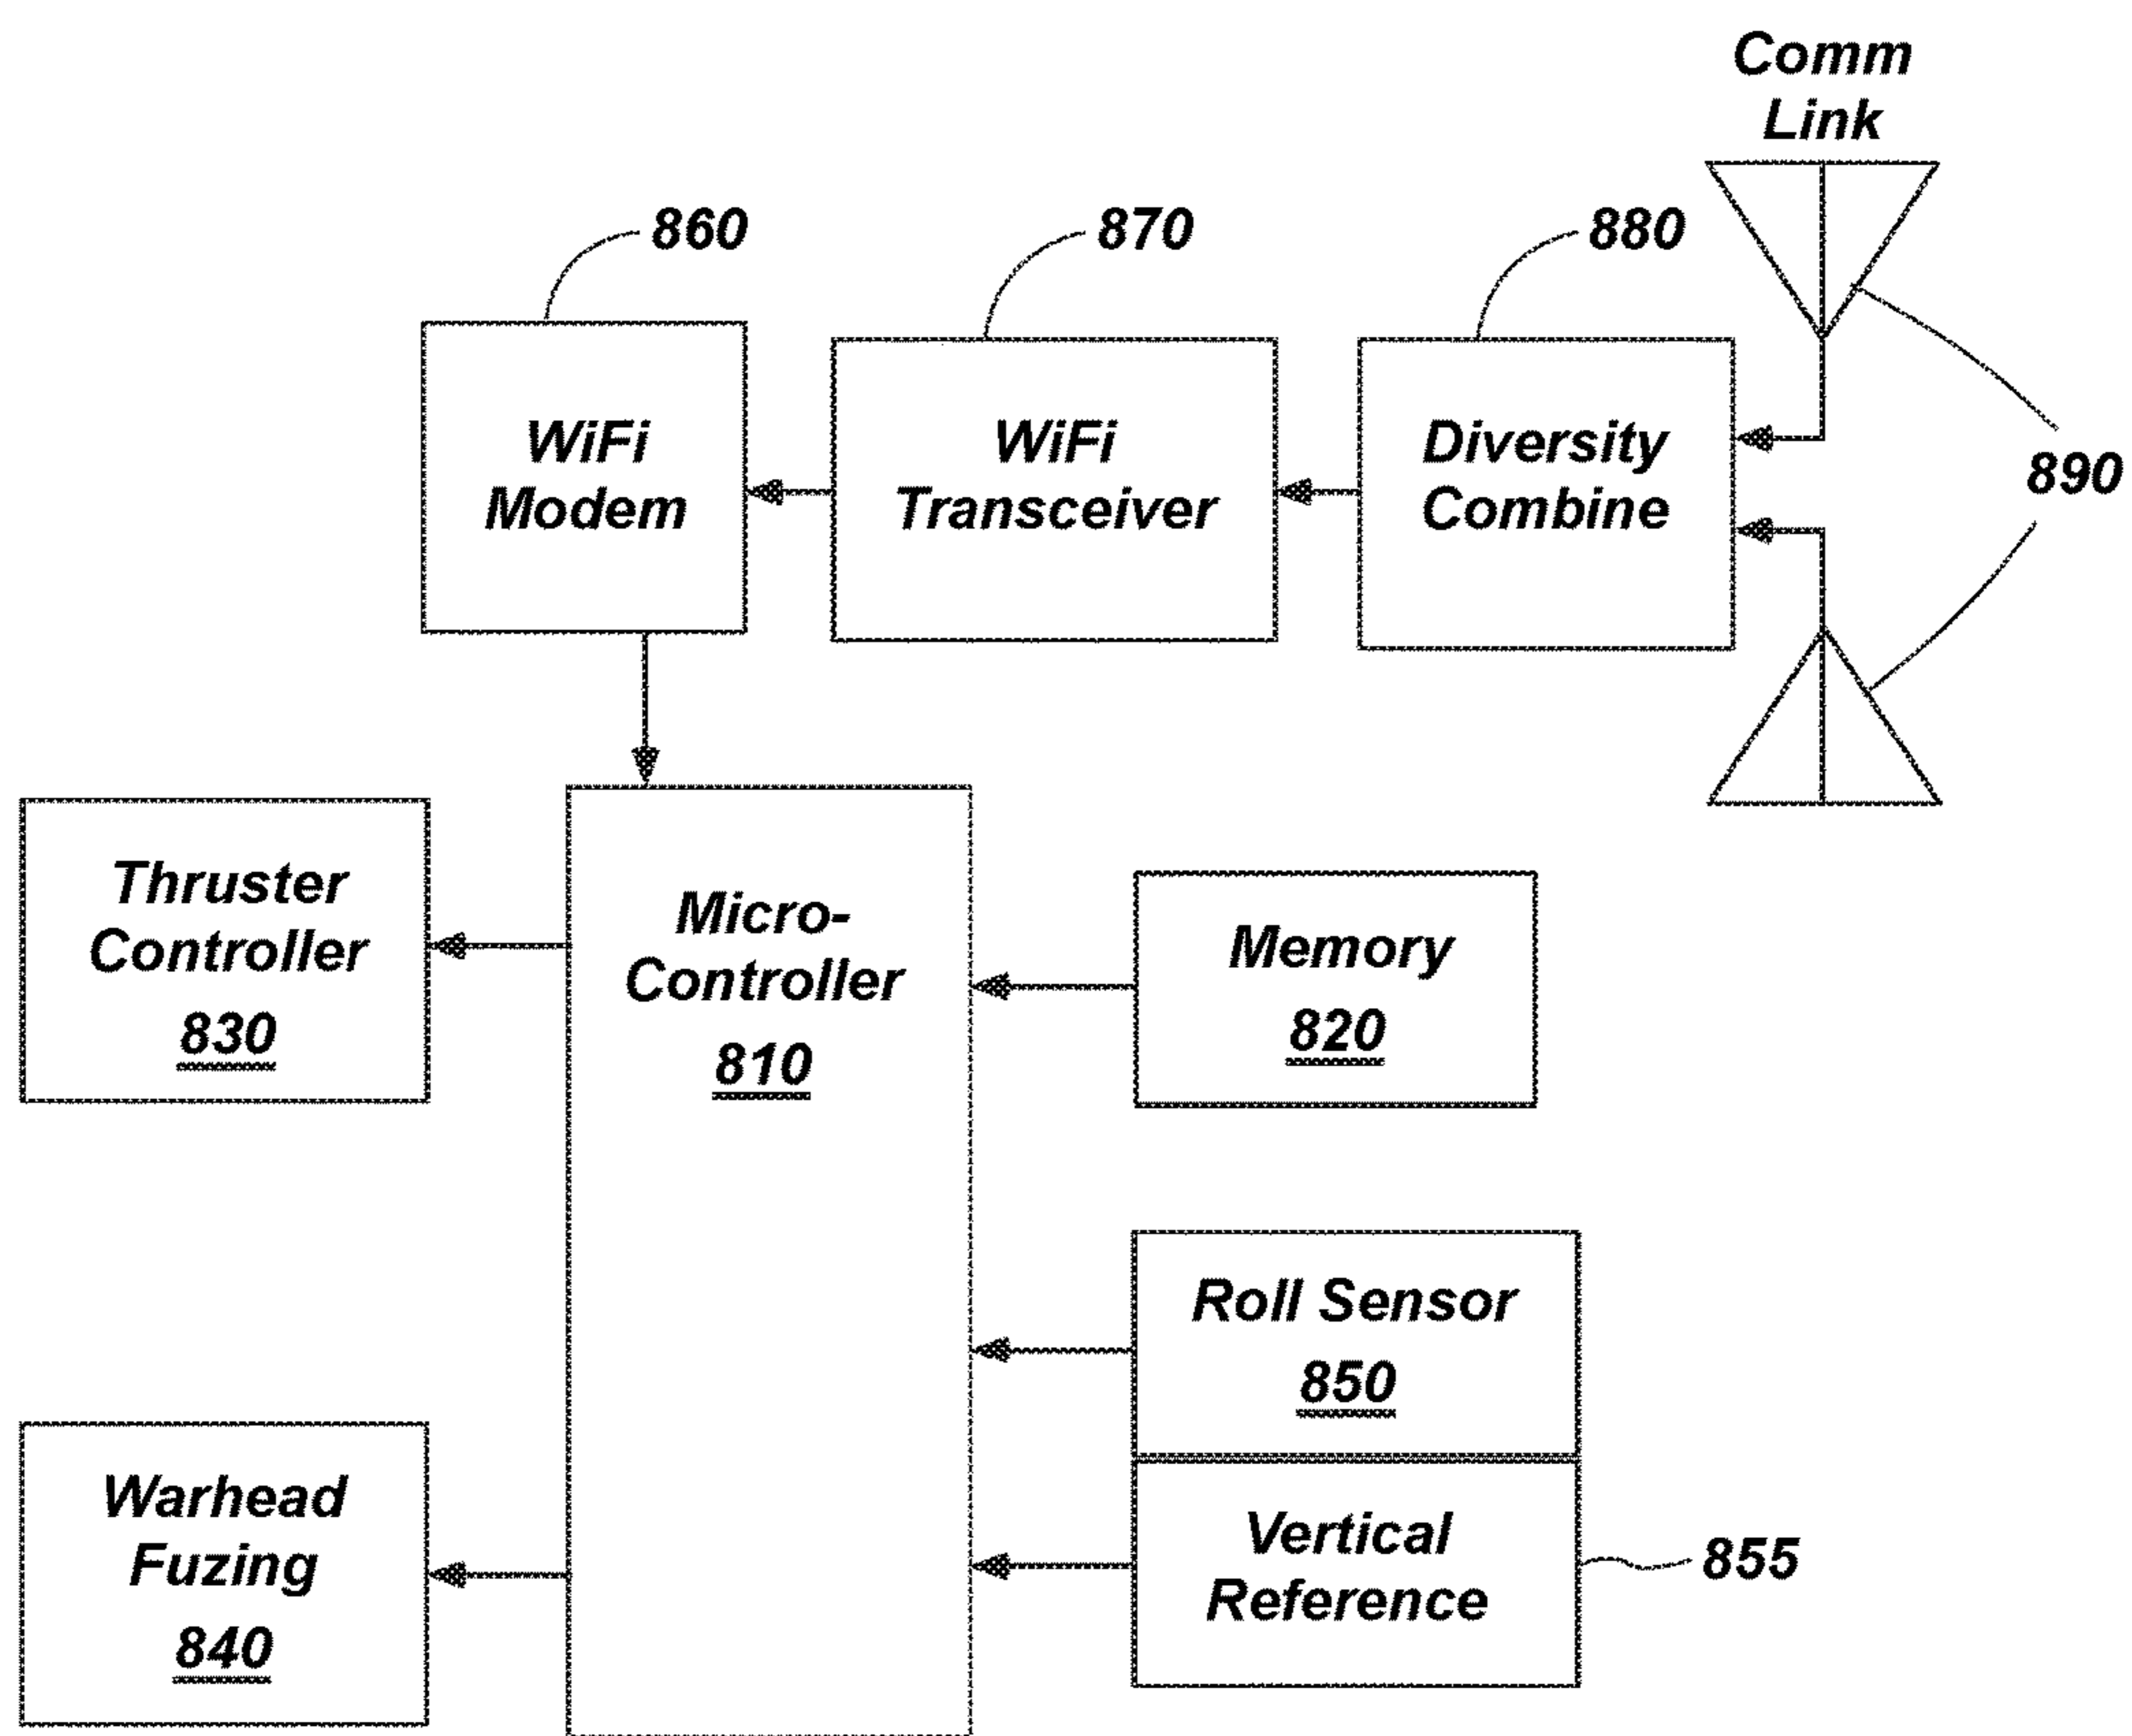 Comm
Link
860
870
880
WiFi
Modem
WiFi
Transceiver
Diversity
Combine
890
Thruster
Controller
830
Micro-
Controller
810
Memory
820
Roll Sensor
850
Warhead
Fuzing
840
Vertical
Reference
855